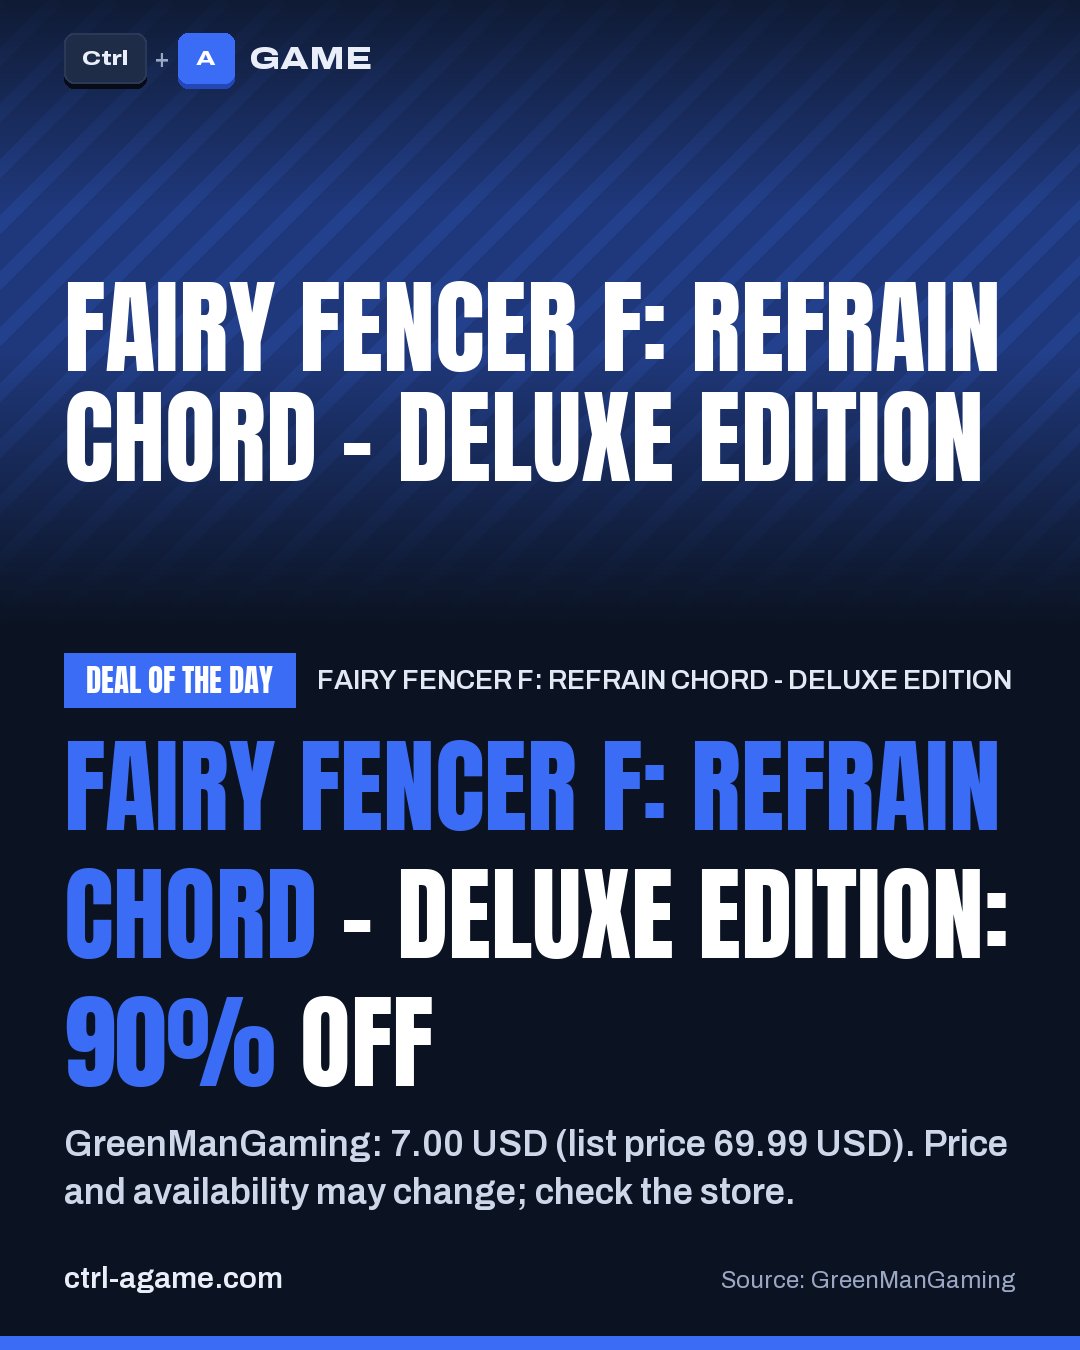 Ctrl + A GAME
FAIRY FENCER F: REFRAIN
CHORD - DELUXE EDITION
DEAL OF THE DAY FAIRY FENCER F: REFRAIN CHORD - DELUXE EDITION
FAIRY FENCER F: REFRAIN
CHORD - DELUXE EDITION:
90% OFF
GreenManGaming: 7.00 USD (list price 69.99 USD). Price
and availability may change; check the store.
ctrl-agame.com Source: GreenManGaming